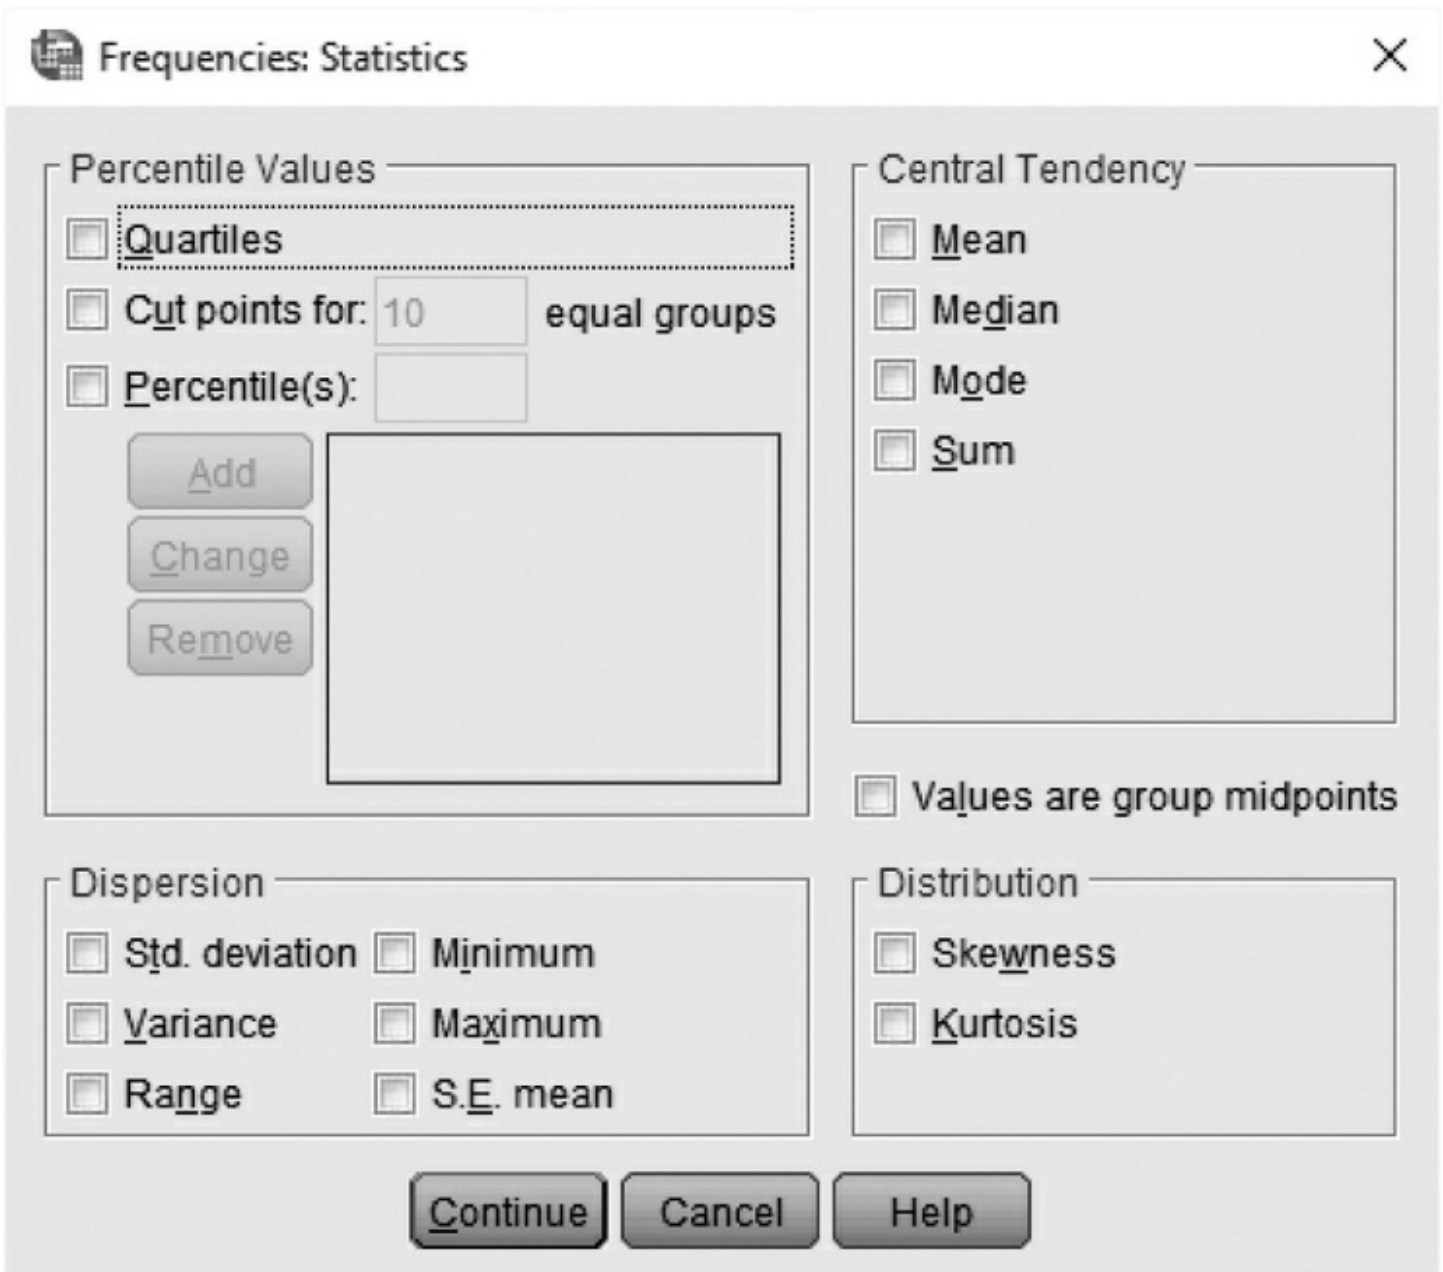 Frequencies: Statistics
Percentile Values
Quartiles
Cut points for: 10 equal groups
Percentile(s):
Add
Change
Remove
Central Tendency
Mean
Median
Mode
Sum
Values are group midpoints
Dispersion
Std. deviation Minimum
Variance Maximum
Range S.E. mean
Distribution
Skewness
Kurtosis
Continue Cancel Help